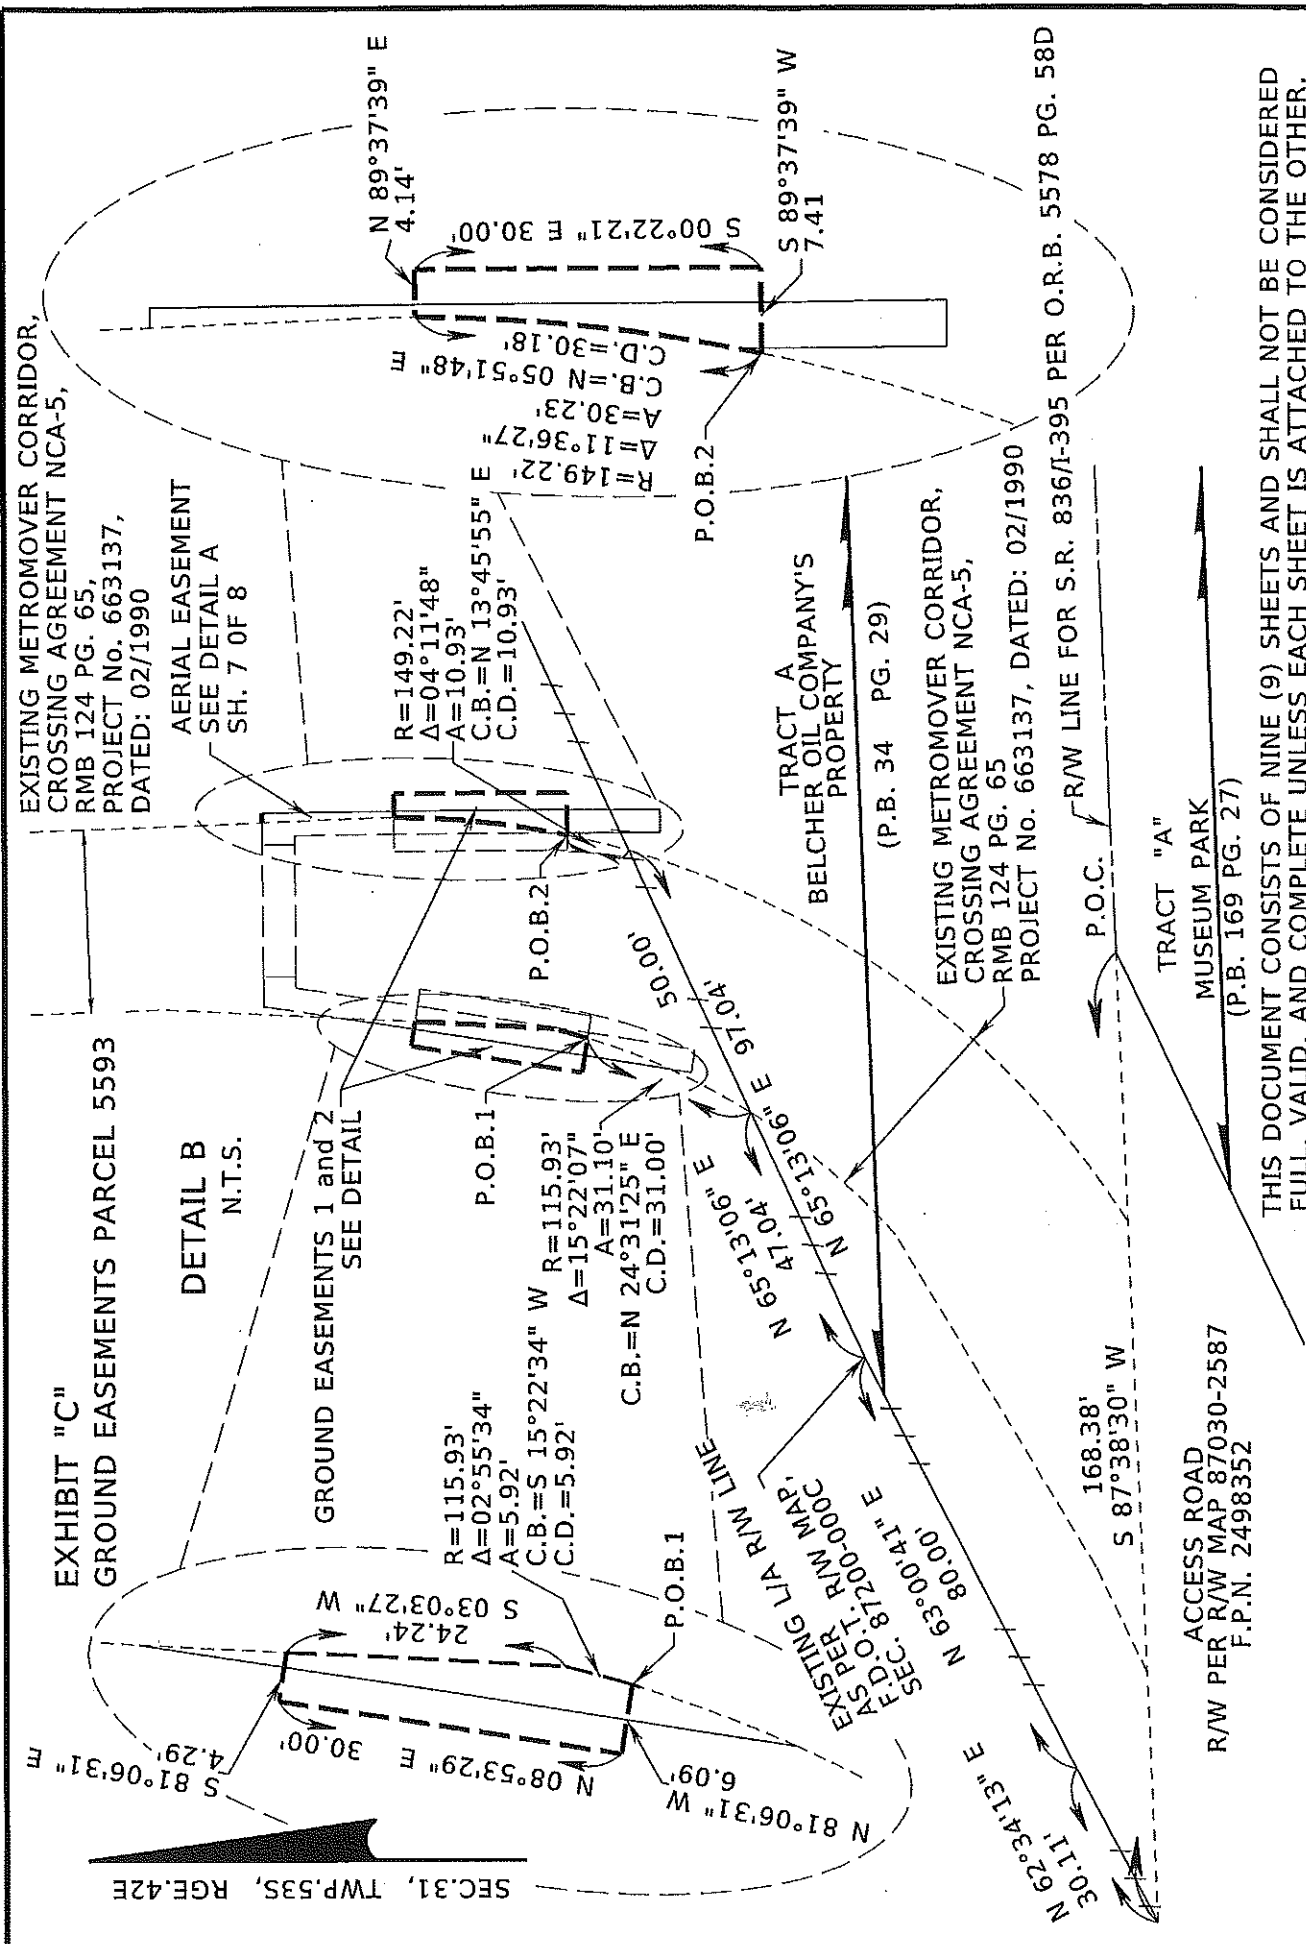 EXHIBIT "C"
GROUND EASEMENTS PARCEL 5593
DETAIL B
N.T.S.
SEC.31, TWP.53S, RGE.42E
EXISTING METROMOVER CORRIDOR,
CROSSING AGREEMENT NCA-5,
RMB 124 PG. 65,
PROJECT No. 663137,
DATED: 02/1990
AERIAL EASEMENT
SEE DETAIL A
SH. 7 OF 8
GROUND EASEMENTS 1 and 2
SEE DETAIL
S 81°06'31" E
4.29'
S 03°03'27" W
24.24'
30.00'
N 08°53'29" E
N 81°06'31" W
6.09'
P.O.B.1
R=115.93'
Δ=02°55'34"
A=5.92'
C.B.=S 15°22'34" W
C.D.=5.92'
P.O.B.1
R=115.93'
Δ=15°22'07"
A=31.10'
C.B.=N 24°31'25" E
C.D.=31.00'
P.O.B.2
R=149.22'
Δ=04°11'48"
A=10.93'
C.B.=N 13°45'55" E
C.D.=10.93'
N 89°37'39" E
4.14'
S 00°22'21" E 30.00'
S 89°37'39" W
7.41
R=149.22'
Δ=11°36'27"
A=30.23'
C.B.=N 05°51'48" E
C.D.=30.18'
P.O.B.2
50.00'
N 65°13'06" E 97.04'
N 65°13'06" E
47.04'
EXISTING L/A R/W LINE
AS PER
F.D.O.T. R/W MAP,
SEC. 87200-000C
N 63°00'41" E
80.00'
N 62°34'13" E
30.11'
TRACT A
BELCHER OIL COMPANY'S
PROPERTY
(P.B. 34 PG. 29)
EXISTING METROMOVER CORRIDOR,
CROSSING AGREEMENT NCA-5,
RMB 124 PG. 65
PROJECT No. 663137, DATED: 02/1990
R/W LINE FOR S.R. 836/I-395 PER O.R.B. 5578 PG. 58D
P.O.C.
168.38'
S 87°38'30" W
TRACT "A"
MUSEUM PARK
(P.B. 169 PG. 27)
ACCESS ROAD
R/W PER R/W MAP 87030-2587
F.P.N. 2498352
THIS DOCUMENT CONSISTS OF NINE (9) SHEETS AND SHALL NOT BE CONSIDERED
FULL, VALID, AND COMPLETE UNLESS EACH SHEET IS ATTACHED TO THE OTHER.